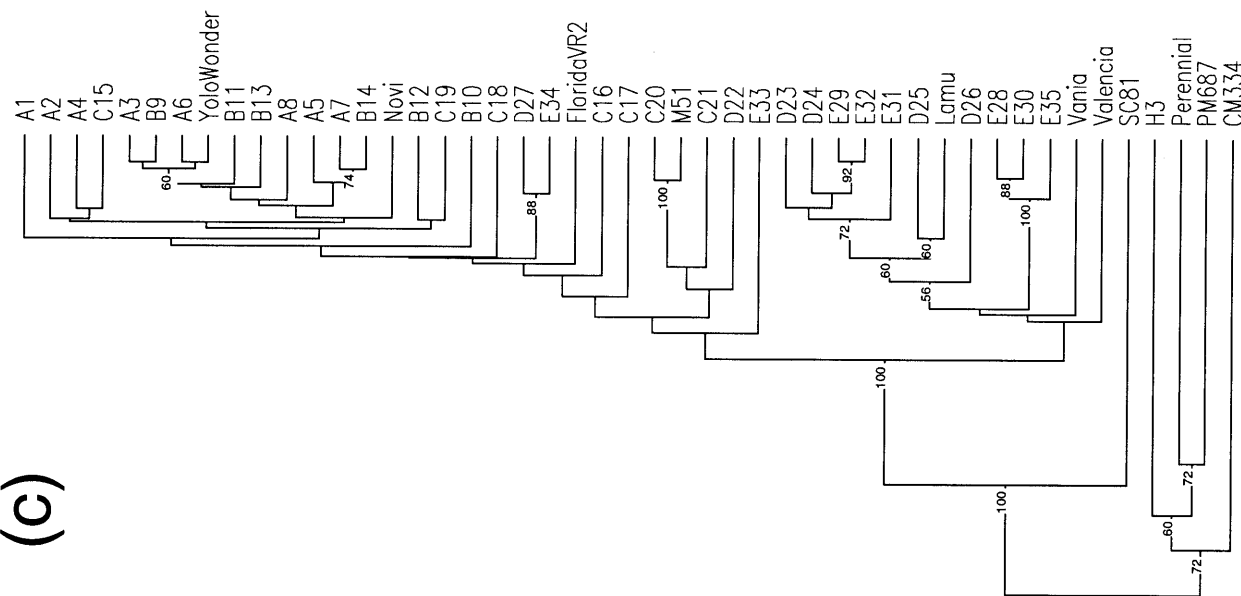 (c)
A1
A2
A4
C15
A3
B9
A6
YoloWonder
B11
B13
A8
A5
A7
B14
Novi
B12
C19
B10
C18
D27
E34
FloridaVR2
C16
C17
C20
M51
C21
D22
E33
D23
D24
E29
E32
E31
D25
Lamu
D26
E28
E30
E35
Vania
Valencia
SC81
H3
Perennial
PM687
CM334
60
74
88
100
92
72
60
60
56
88
100
100
100
72
60
72